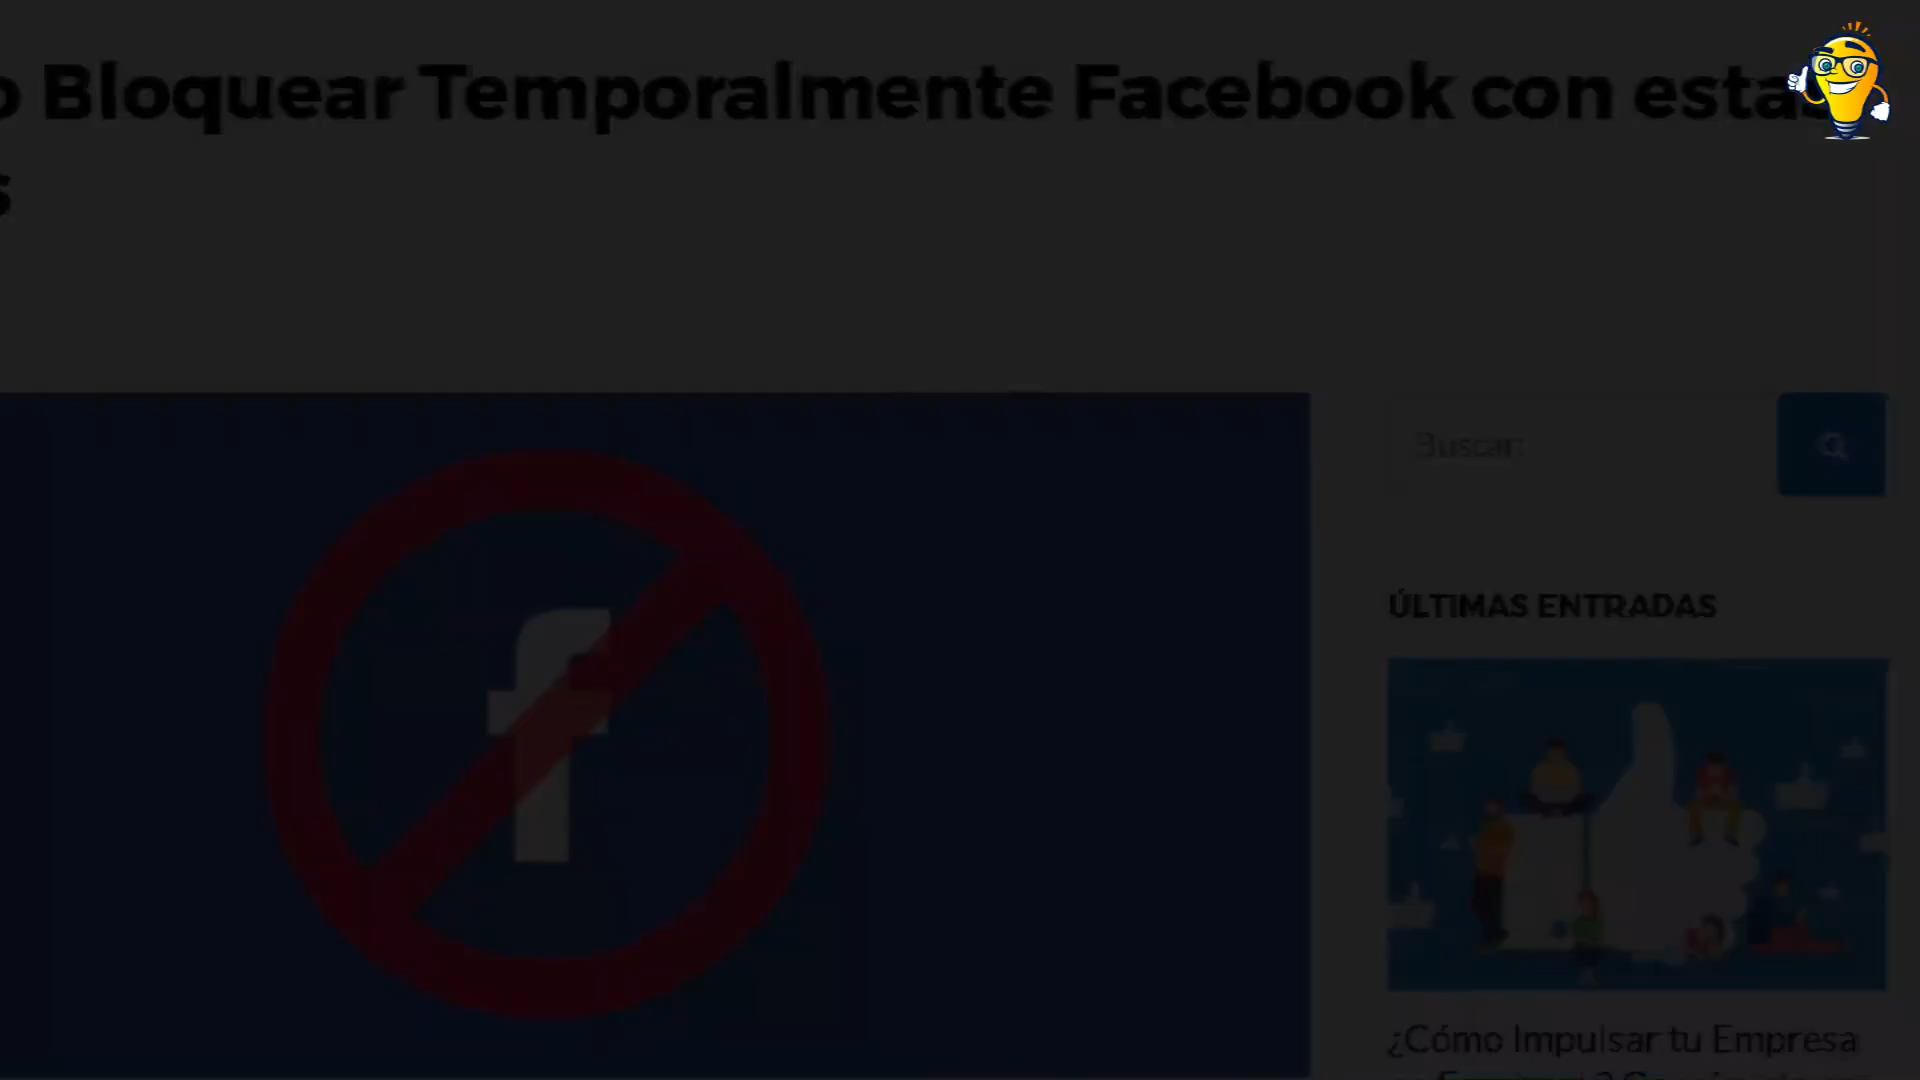 o Bloquear Temporalmente Facebook con estas
s
Buscar:
ÚLTIMAS ENTRADAS
¿Cómo Impulsar tu Empresa